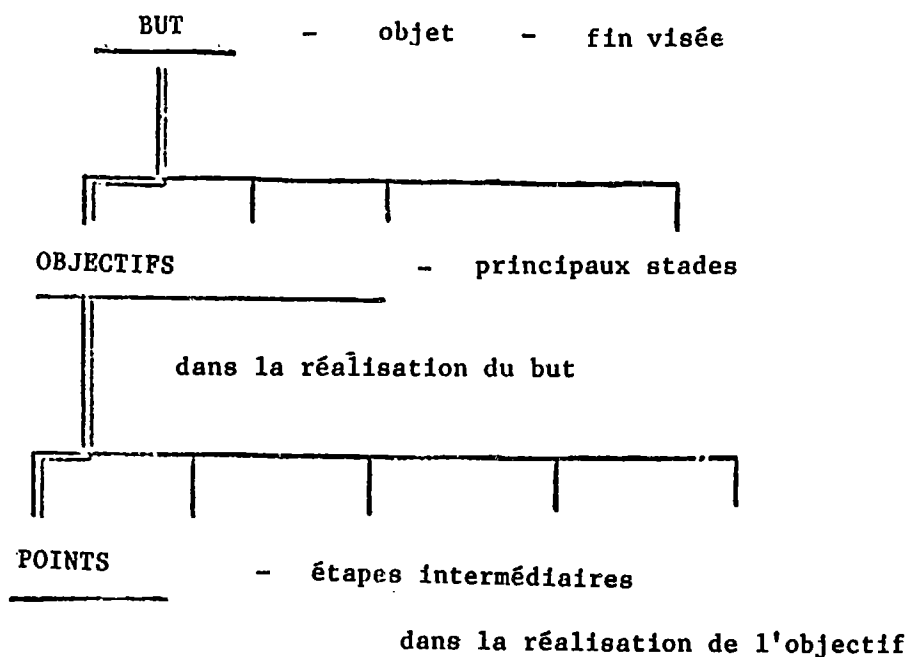 BUT - objet - fin visée
OBJECTIFS - principaux stades
dans la réalisation du but
POINTS - étapes intermédiaires
dans la réalisation de l'objectif